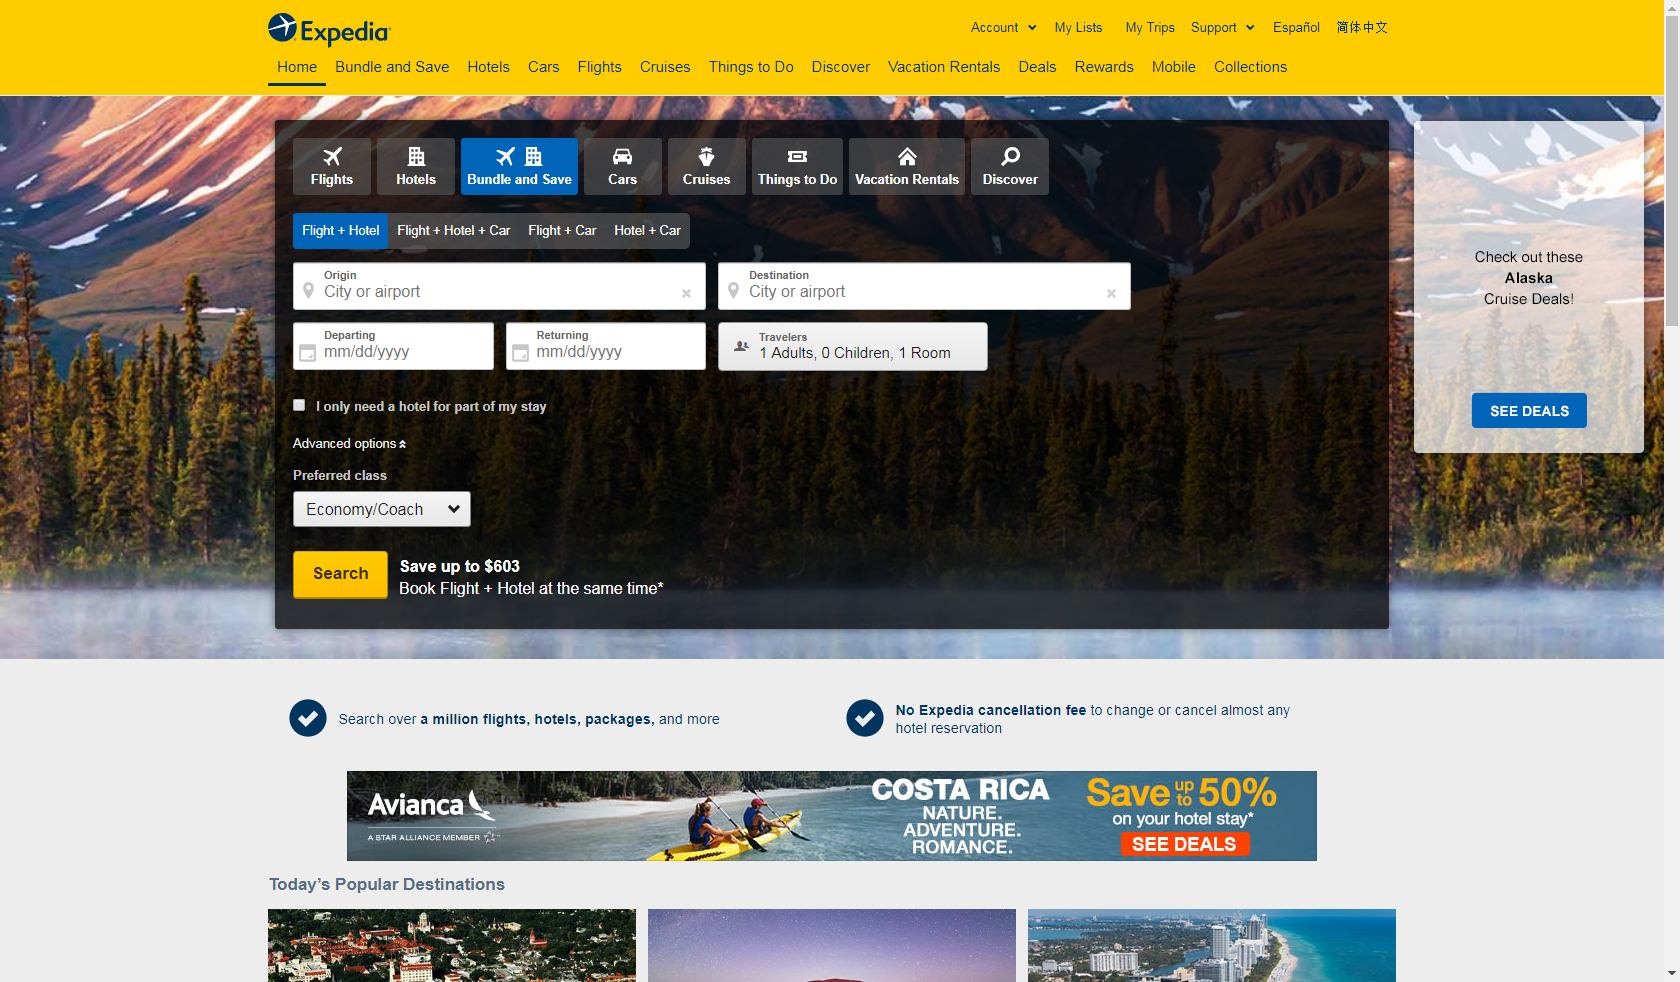 Expedia
Account
My Lists
My Trips
Support
Español
简体中文
Home
Bundle and Save
Hotels
Cars
Flights
Cruises
Things to Do
Discover
Vacation Rentals
Deals
Rewards
Mobile
Collections
Flights
Hotels
Bundle and Save
Cars
Cruises
Things to Do
Vacation Rentals
Discover
Flight + Hotel
Flight + Hotel + Car
Flight + Car
Hotel + Car
Origin
City or airport
Destination
City or airport
Departing
mm/dd/yyyy
Returning
mm/dd/yyyy
Travelers
1 Adults, 0 Children, 1 Room
I only need a hotel for part of my stay
Advanced options
Preferred class
Economy/Coach
Search
Save up to $603
Book Flight + Hotel at the same time*
Check out these
Alaska
Cruise Deals!
SEE DEALS
Search over a million flights, hotels, packages, and more
No Expedia cancellation fee to change or cancel almost any
hotel reservation
Avianca
A STAR ALLIANCE MEMBER
COSTA RICA
NATURE.
ADVENTURE.
ROMANCE.
Save up to 50%
on your hotel stay*
SEE DEALS
Today’s Popular Destinations